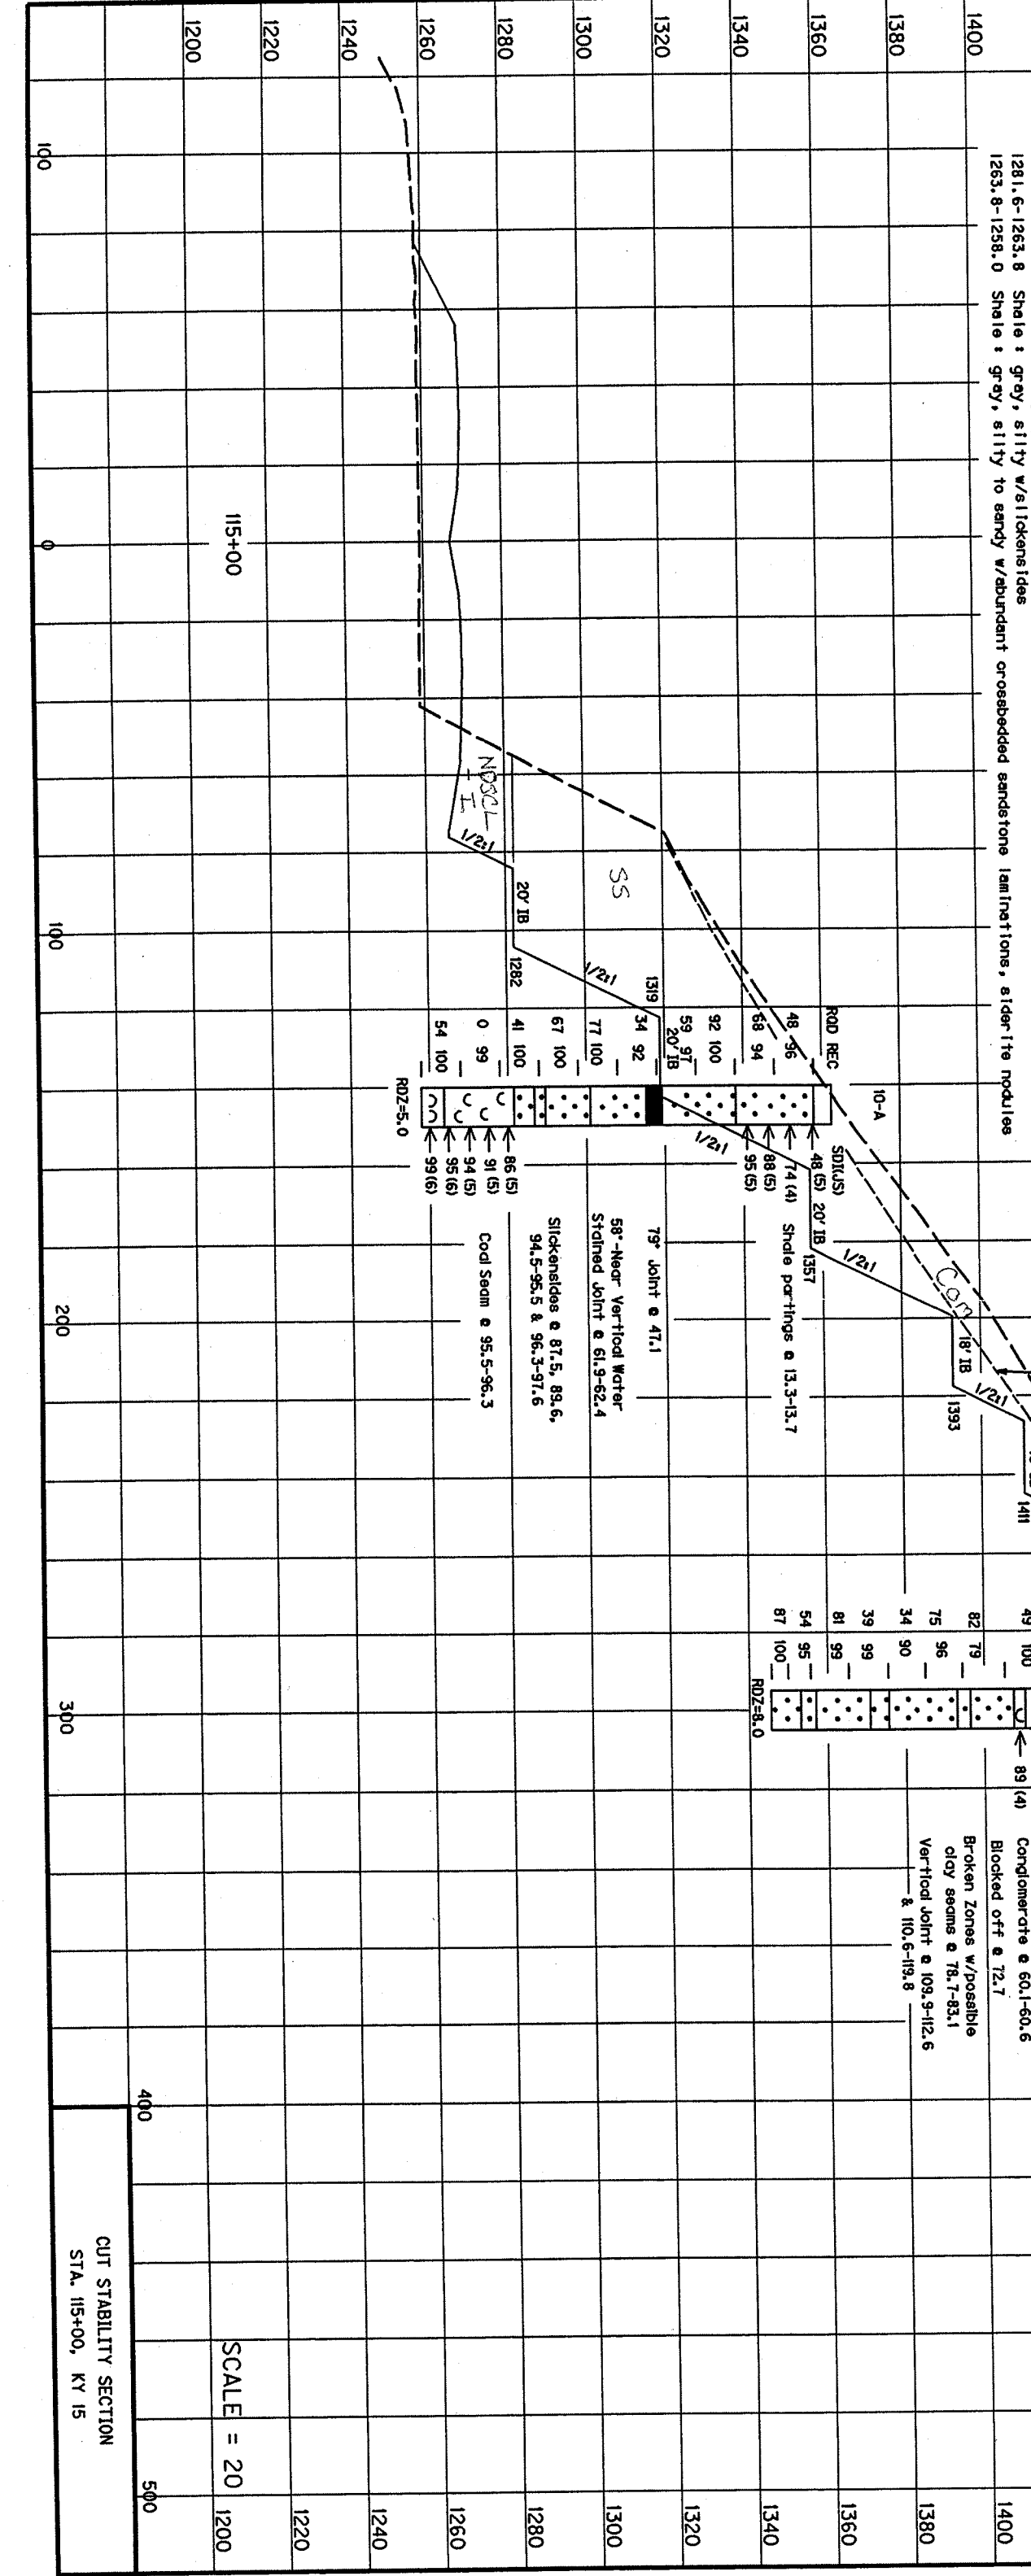 1281.6-1263.8 Shale : gray, silty w/slickensides
1263.8-1258.0 Shale : gray, silty to sandy w/abundant crossbedded sandstone laminations, siderite nodules
1400
1380
1360
1340
1320
1300
1280
1260
1240
1220
1200
1411
18' IB
1/2:1
1393
Com
1/2:1
20' IB
1357
1/2:1
20' IB
1319
1/2:1
20' IB
1282
1/2:1
SS
NDSCL
- I
10-A
RQD REC
48 96
68 94
92 100
59 97
34 92
77 100
67 100
41 100
0 99
54 100
RDZ=5.0
SDI(JS)
48 (5)
74 (4)
88 (5)
95 (5)
86 (5)
91 (5)
94 (5)
95 (6)
99 (6)
Shale partings @ 13.3-13.7
79° Joint @ 47.1
58°-Near Vertical Water
Stained Joint @ 61.9-62.4
Slickensides @ 87.5, 89.6,
94.5-95.5 & 96.3-97.6
Coal Seam @ 95.5-96.3
49 100
82 79
75 96
34 90
39 99
81 99
54 95
87 100
RDZ=8.0
89 (4)
Conglomerate @ 60.1-60.6
Blocked off @ 72.7
Broken Zones w/possible
clay seams @ 78.7-83.1
Vertical Joint @ 109.9-112.6
& 110.6-119.8
1400
1380
1360
1340
1320
1300
1280
1260
1240
1220
1200
115+00
SCALE = 20
100
0
100
200
300
400
500
CUT STABILITY SECTION
STA. 115+00, KY 15